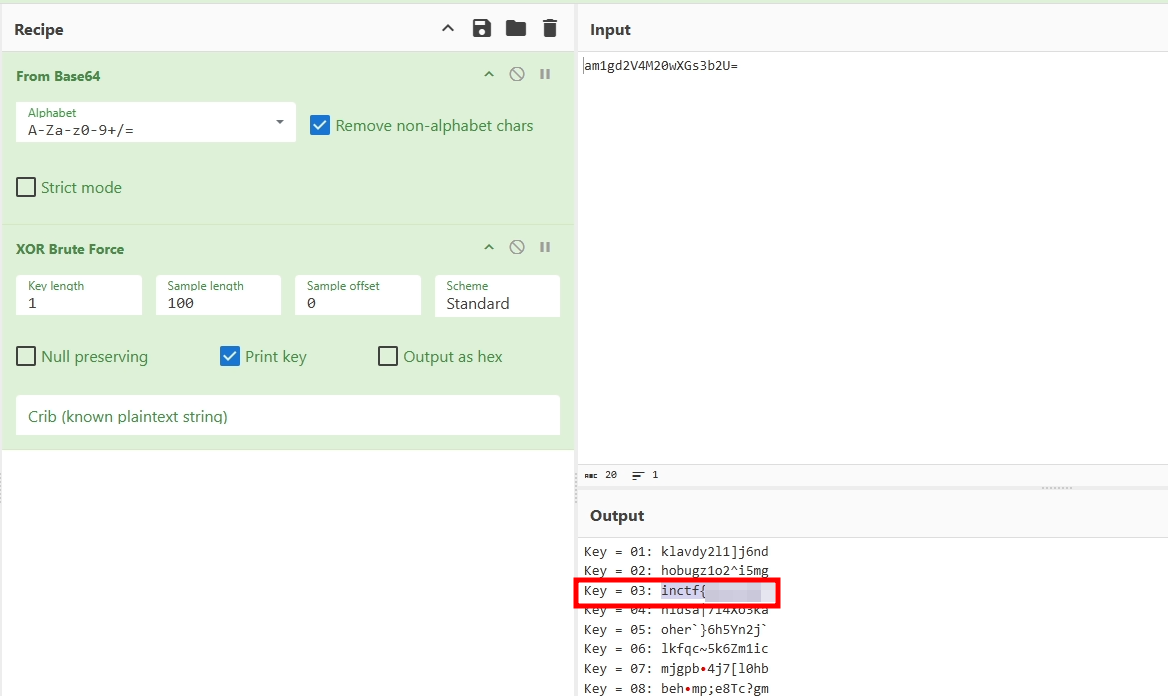 Recipe
From Base64
Alphabet
A-Za-z0-9+/=
Remove non-alphabet chars
Strict mode
XOR Brute Force
Key length
1
Sample length
100
Sample offset
0
Scheme
Standard
Null preserving
Print key
Output as hex
Crib (known plaintext string)
Input
am1gd2V4M20wXGs3b2U=
ABC 20 1
Output
Key = 01: klavdy2l1]j6nd
Key = 02: hobugz1o2^i5mg
Key = 03: inctf{
Key = 04:
Key = 05: oher`}6h5Yn2j`
Key = 06: lkfqc~5k6Zm1ic
Key = 07: mjgpb•4j7[l0hb
Key = 08: beh•mp;e8Tc?gm